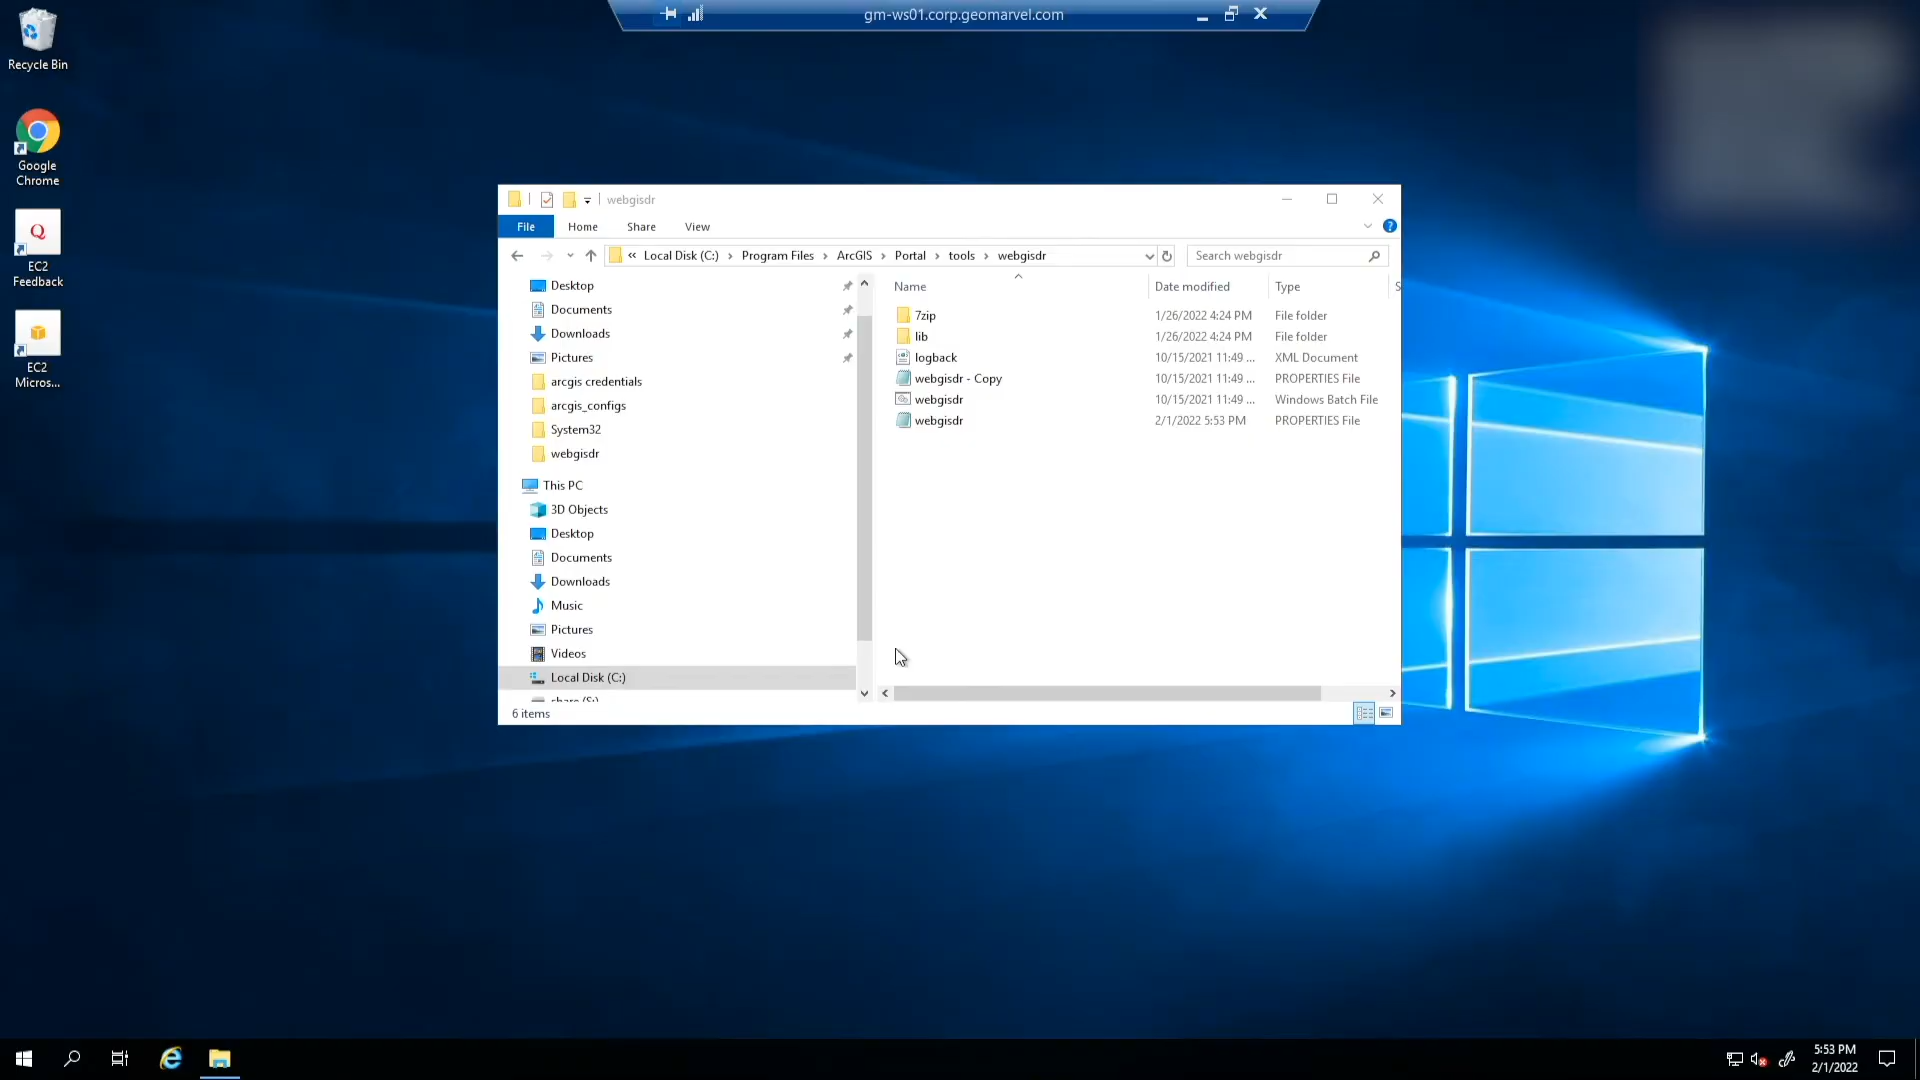 gm-ws01.corp.geomarvel.com
Recycle Bin
Google
Chrome
EC2
Feedback
EC2
Micros...
webgisdr
File Home Share View
« Local Disk (C:) › Program Files › ArcGIS › Portal › tools › webgisdr
Search webgisdr
Desktop
Documents
Downloads
Pictures
arcgis credentials
arcgis_configs
System32
webgisdr
This PC
3D Objects
Desktop
Documents
Downloads
Music
Pictures
Videos
Local Disk (C:)
share (S:)
Name Date modified Type S
7zip 1/26/2022 4:24 PM File folder
lib 1/26/2022 4:24 PM File folder
logback 10/15/2021 11:49 ... XML Document
webgisdr - Copy 10/15/2021 11:49 ... PROPERTIES File
webgisdr 10/15/2021 11:49 ... Windows Batch File
webgisdr 2/1/2022 5:53 PM PROPERTIES File
6 items
5:53 PM
2/1/2022